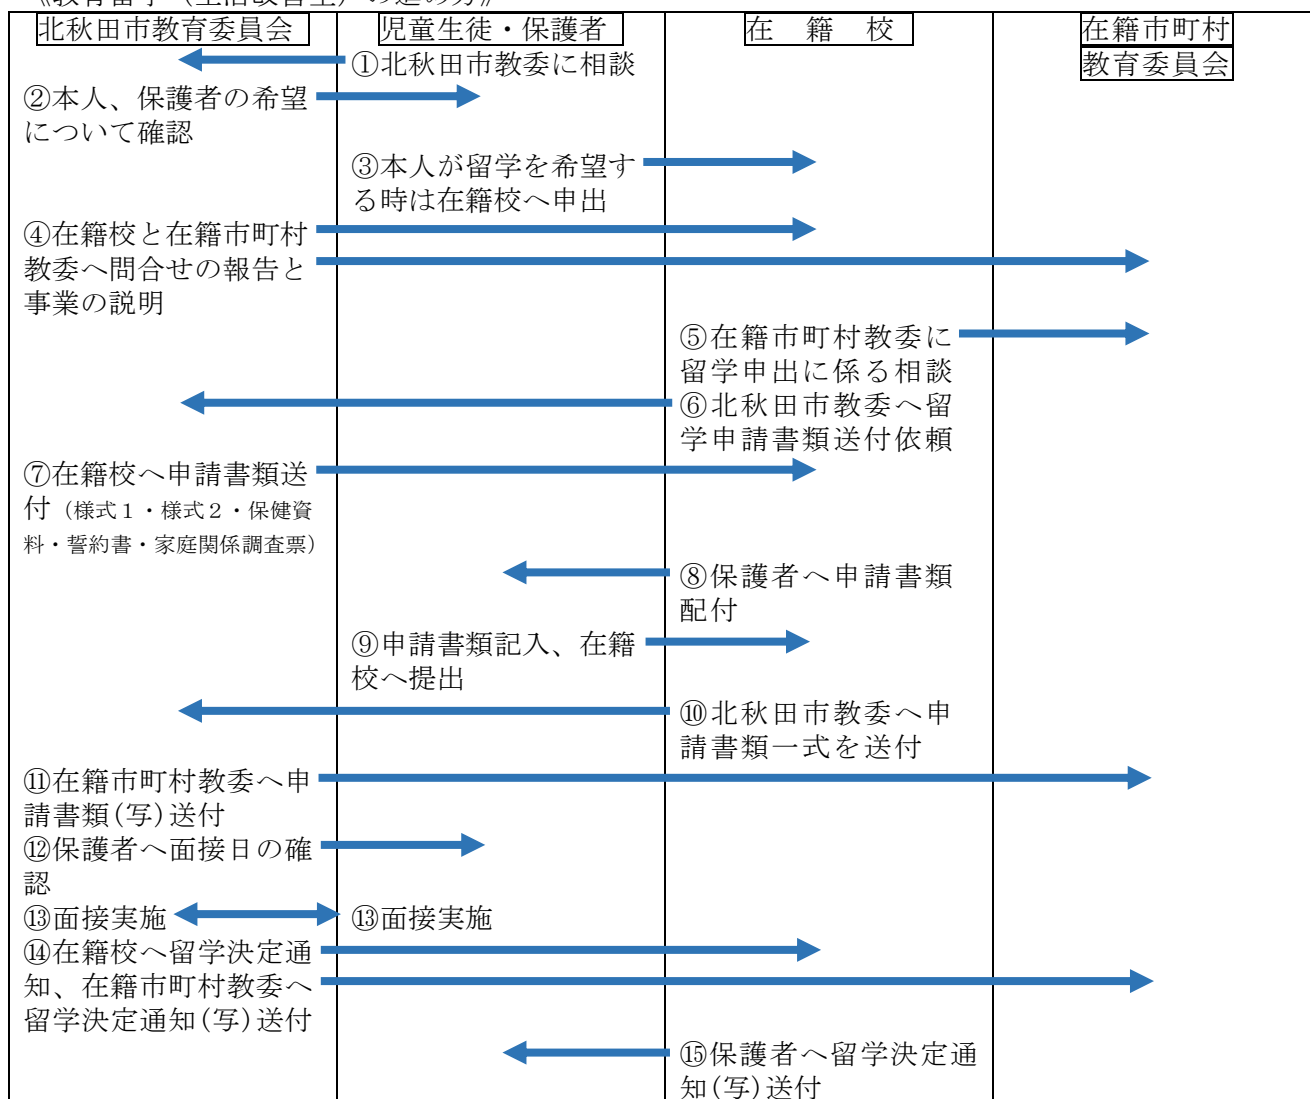 《教育留学（生活改善型）の進め方》
北秋田市教育委員会
児童生徒・保護者
在　籍　校
在籍市町村
教育委員会
①北秋田市教委に相談
②本人、保護者の希望
について確認
③本人が留学を希望す
る時は在籍校へ申出
④在籍校と在籍市町村
教委へ問合せの報告と
事業の説明
⑤在籍市町村教委に
留学申出に係る相談
⑥北秋田市教委へ留
学申請書類送付依頼
⑦在籍校へ申請書類送
付（様式１・様式２・保健資
料・誓約書・家庭関係調査票）
⑧保護者へ申請書類
配付
⑨申請書類記入、在籍
校へ提出
⑩北秋田市教委へ申
請書類一式を送付
⑪在籍市町村教委へ申
請書類(写)送付
⑫保護者へ面接日の確
認
⑬面接実施
⑬面接実施
⑭在籍校へ留学決定通
知、在籍市町村教委へ
留学決定通知(写)送付
⑮保護者へ留学決定通
知(写)送付